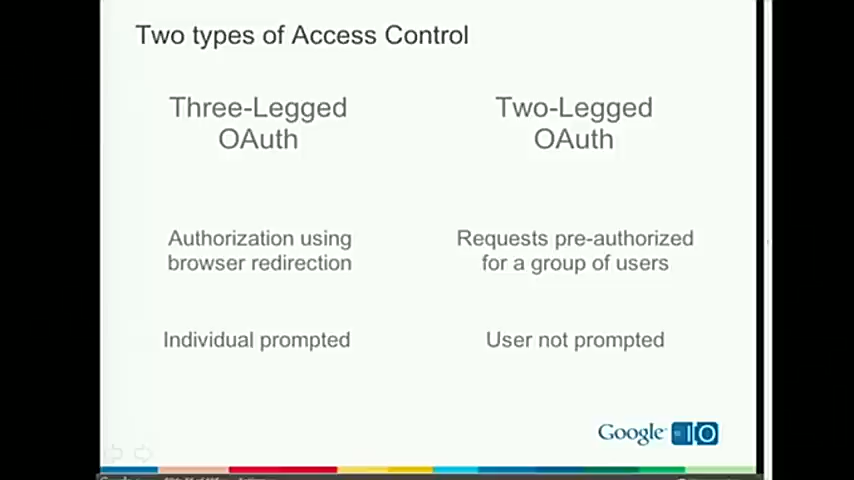 Two types of Access Control
Three-Legged
OAuth
Two-Legged
OAuth
Authorization using
browser redirection
Requests pre-authorized
for a group of users
Individual prompted
User not prompted
Google IO